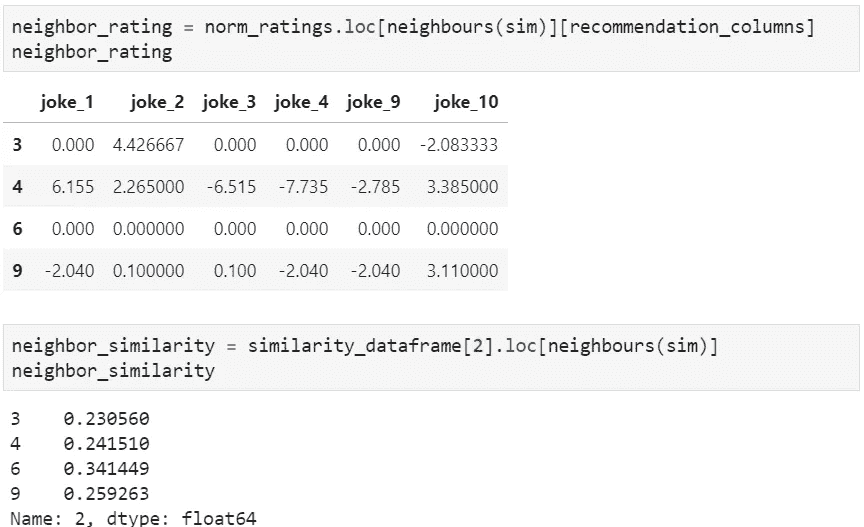 neighbor_rating = norm_ratings.loc[neighbours(sim)][recommendation_columns]
neighbor_rating
joke_1 joke_2 joke_3 joke_4 joke_9 joke_10
3 0.000 4.426667 0.000 0.000 0.000 -2.083333
4 6.155 2.265000 -6.515 -7.735 -2.785 3.385000
6 0.000 0.000000 0.000 0.000 0.000 0.000000
9 -2.040 0.100000 0.100 -2.040 -2.040 3.110000
neighbor_similarity = similarity_dataframe[2].loc[neighbours(sim)]
neighbor_similarity
3 0.230560
4 0.241510
6 0.341449
9 0.259263
Name: 2, dtype: float64